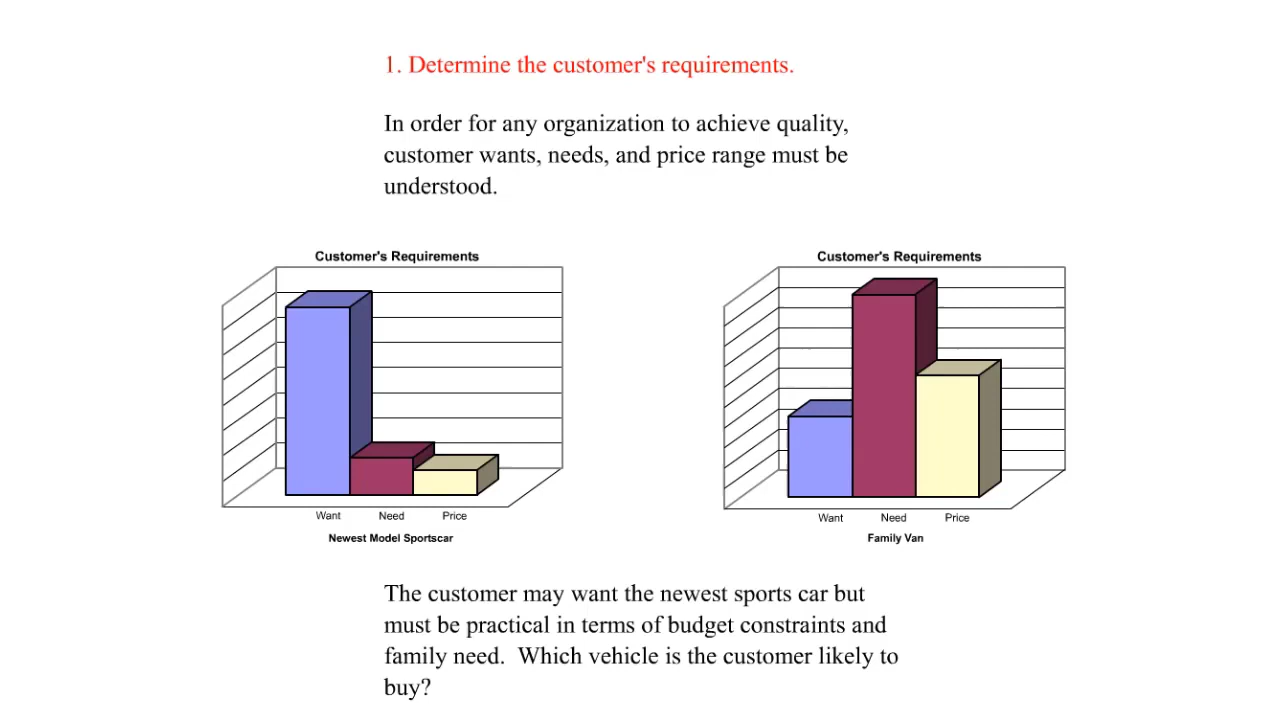 1. Determine the customer's requirements.
In order for any organization to achieve quality,
customer wants, needs, and price range must be
understood.
Customer's Requirements
Want Need Price
Newest Model Sportscar
Customer's Requirements
Want Need Price
Family Van
The customer may want the newest sports car but
must be practical in terms of budget constraints and
family need.  Which vehicle is the customer likely to
buy?